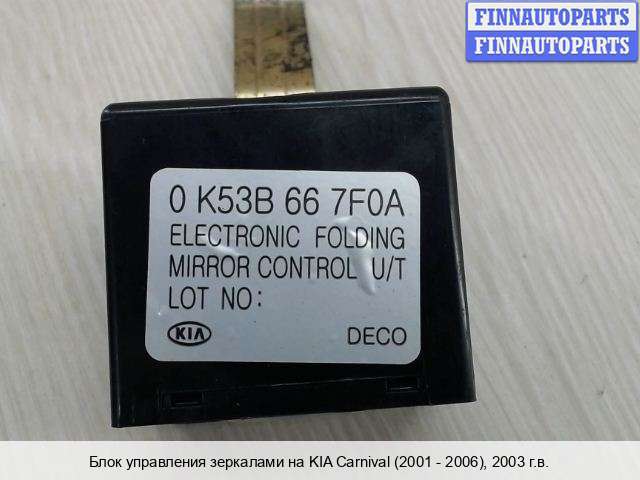 FINNAUTOPARTS
FINNAUTOPARTS
0 K53B 66 7F0A
ELECTRONIC FOLDING
MIRROR CONTROL U/T
LOT NO:
KIA DECO
Блок управления зеркалами на KIA Carnival (2001 - 2006), 2003 г.в.